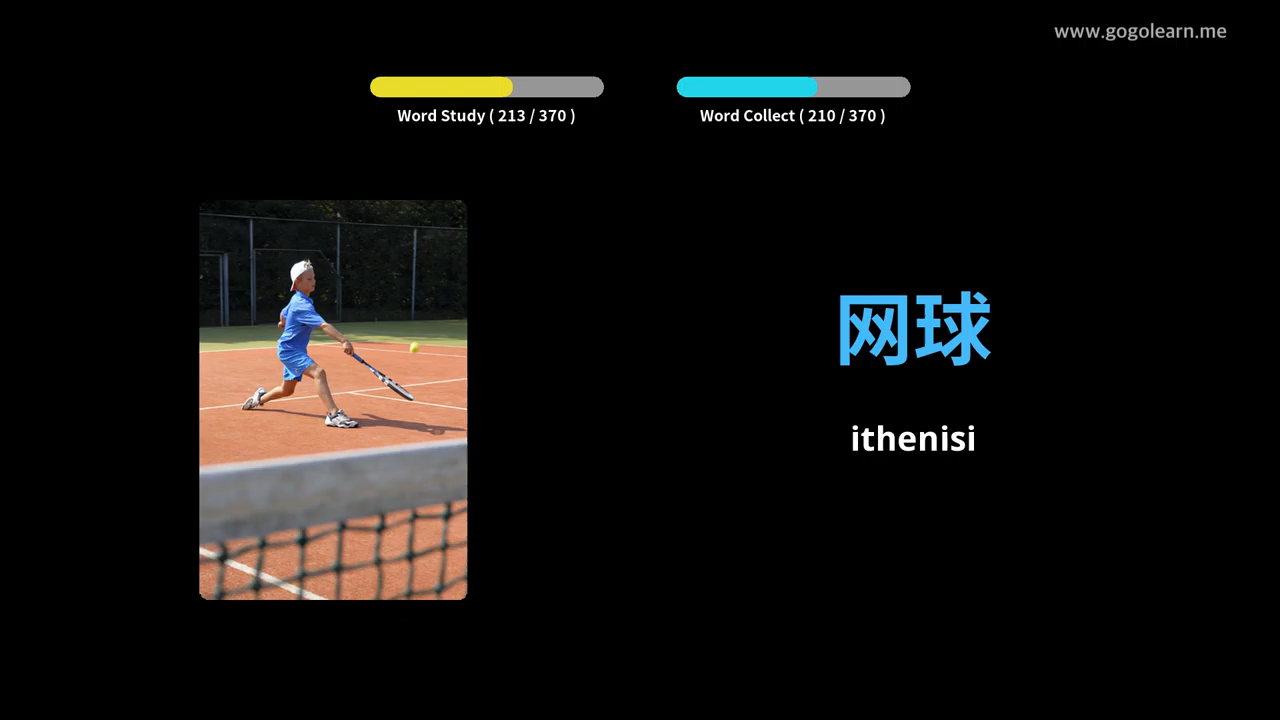 www.gogolearn.me
Word Study ( 213 / 370 )
Word Collect ( 210 / 370 )
网球
ithenisi